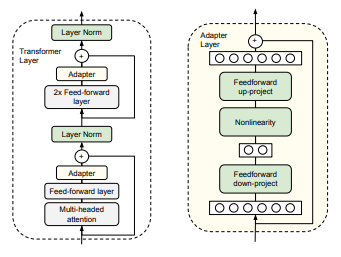 Transformer
Layer
Layer Norm
+
Adapter
2x Feed-forward
layer
Layer Norm
+
Adapter
Feed-forward layer
Multi-headed
attention
Adapter
Layer
+
Feedforward
up-project
Nonlinearity
Feedforward
down-project